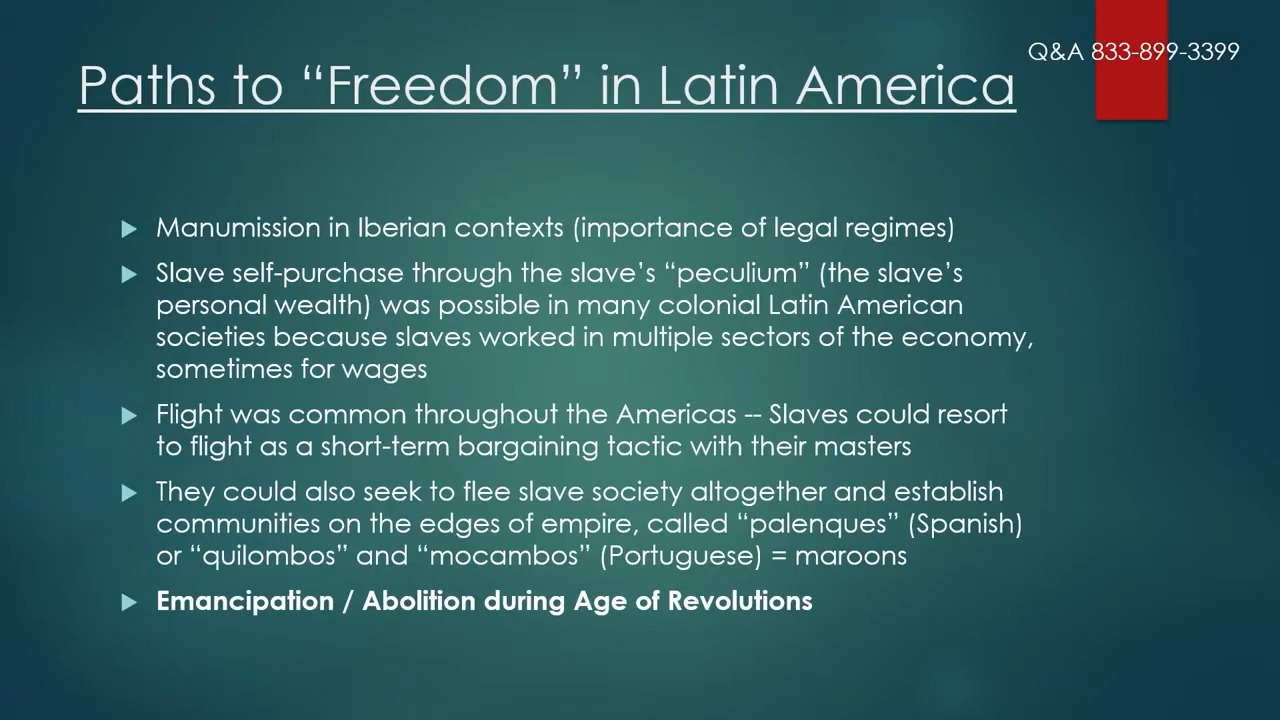 Q&A 833-899-3399
Paths to “Freedom” in Latin America
Manumission in Iberian contexts (importance of legal regimes)
Slave self-purchase through the slave’s “peculium” (the slave’s
personal wealth) was possible in many colonial Latin American
societies because slaves worked in multiple sectors of the economy,
sometimes for wages
Flight was common throughout the Americas -- Slaves could resort
to flight as a short-term bargaining tactic with their masters
They could also seek to flee slave society altogether and establish
communities on the edges of empire, called “palenques” (Spanish)
or “quilombos” and “mocambos” (Portuguese) = maroons
Emancipation / Abolition during Age of Revolutions